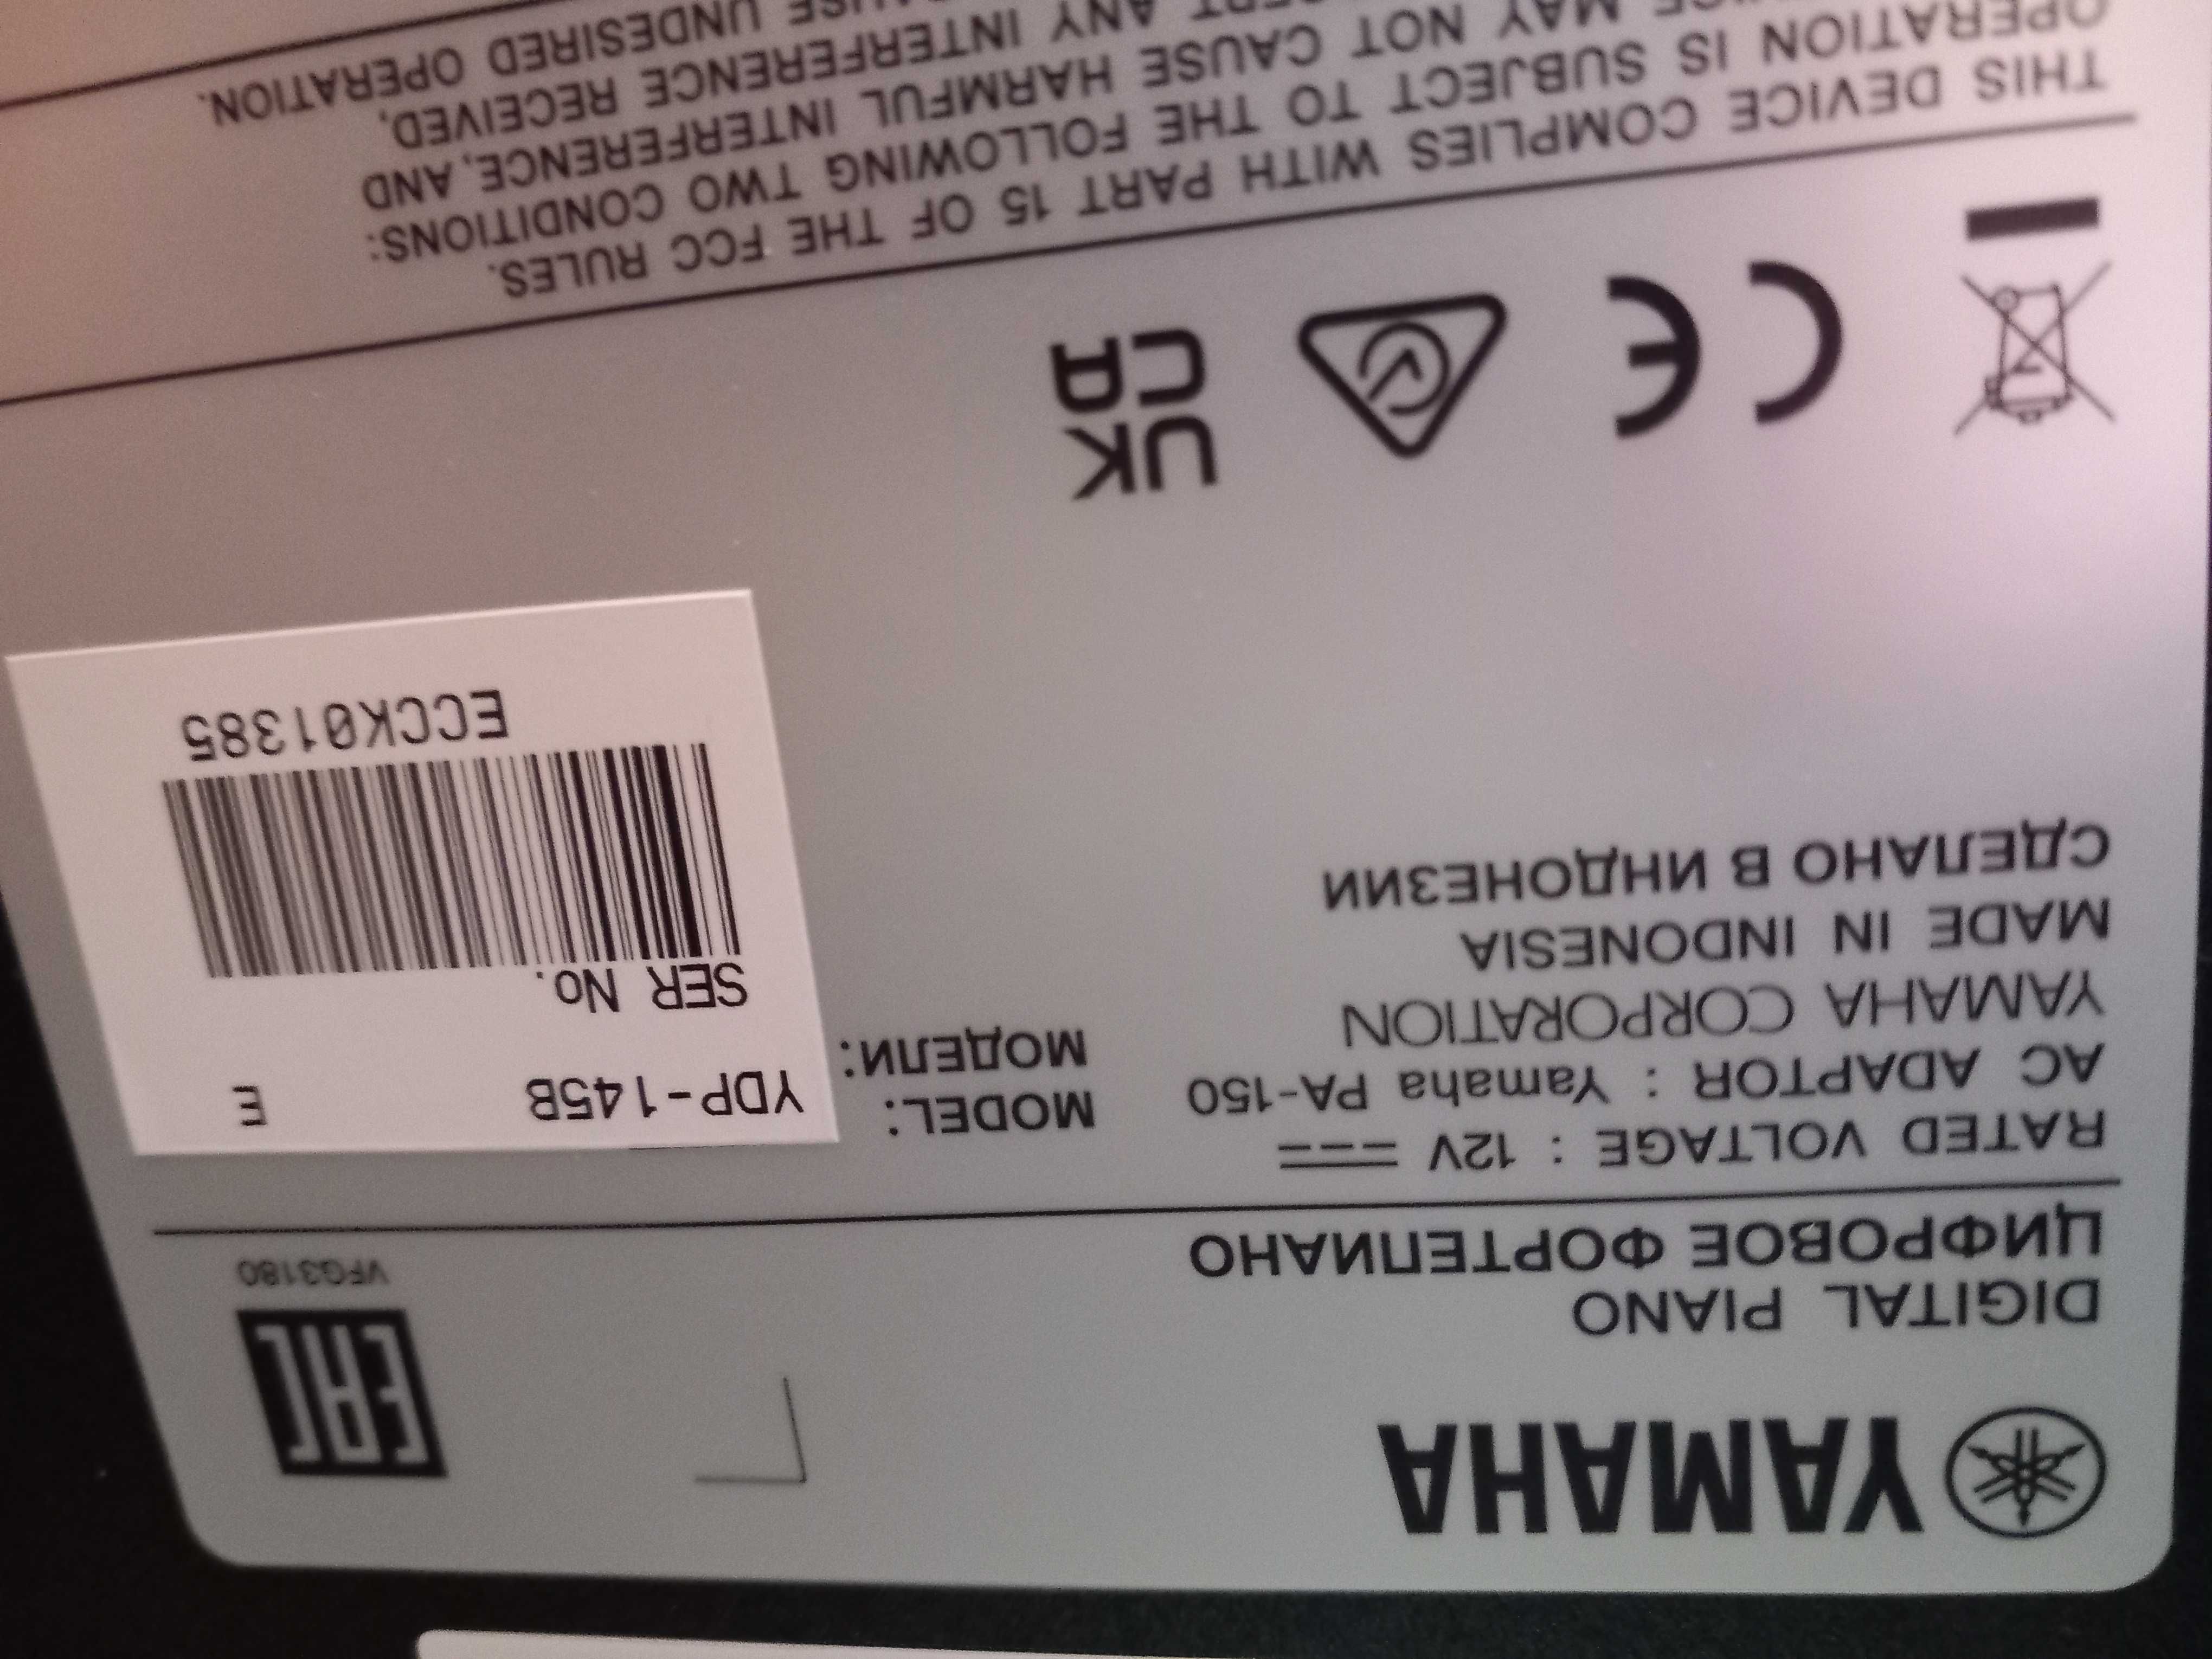 YAMAHA
EAC
DIGITAL PIANO
ЦИФРОВОЕ ФОРТЕПИАНО
VFG3180
RATED VOLTAGE : 12V
AC ADAPTOR : Yamaha PA-150
YAMAHA CORPORATION
MADE IN INDONESIA
СДЕЛАНО В ИНДОНЕЗИИ
MODEL:
МОДЕЛИ:
YDP-145B E
SER No.
ECCK01385
CE
UK
CA
THIS DEVICE COMPLIES WITH PART 15 OF THE FCC RULES.
OPERATION IS SUBJECT TO THE FOLLOWING TWO CONDITIONS:
MAY NOT CAUSE HARMFUL INTERFERENCE, AND
ANY INTERFERENCE RECEIVED,
UNDESIRED OPERATION.